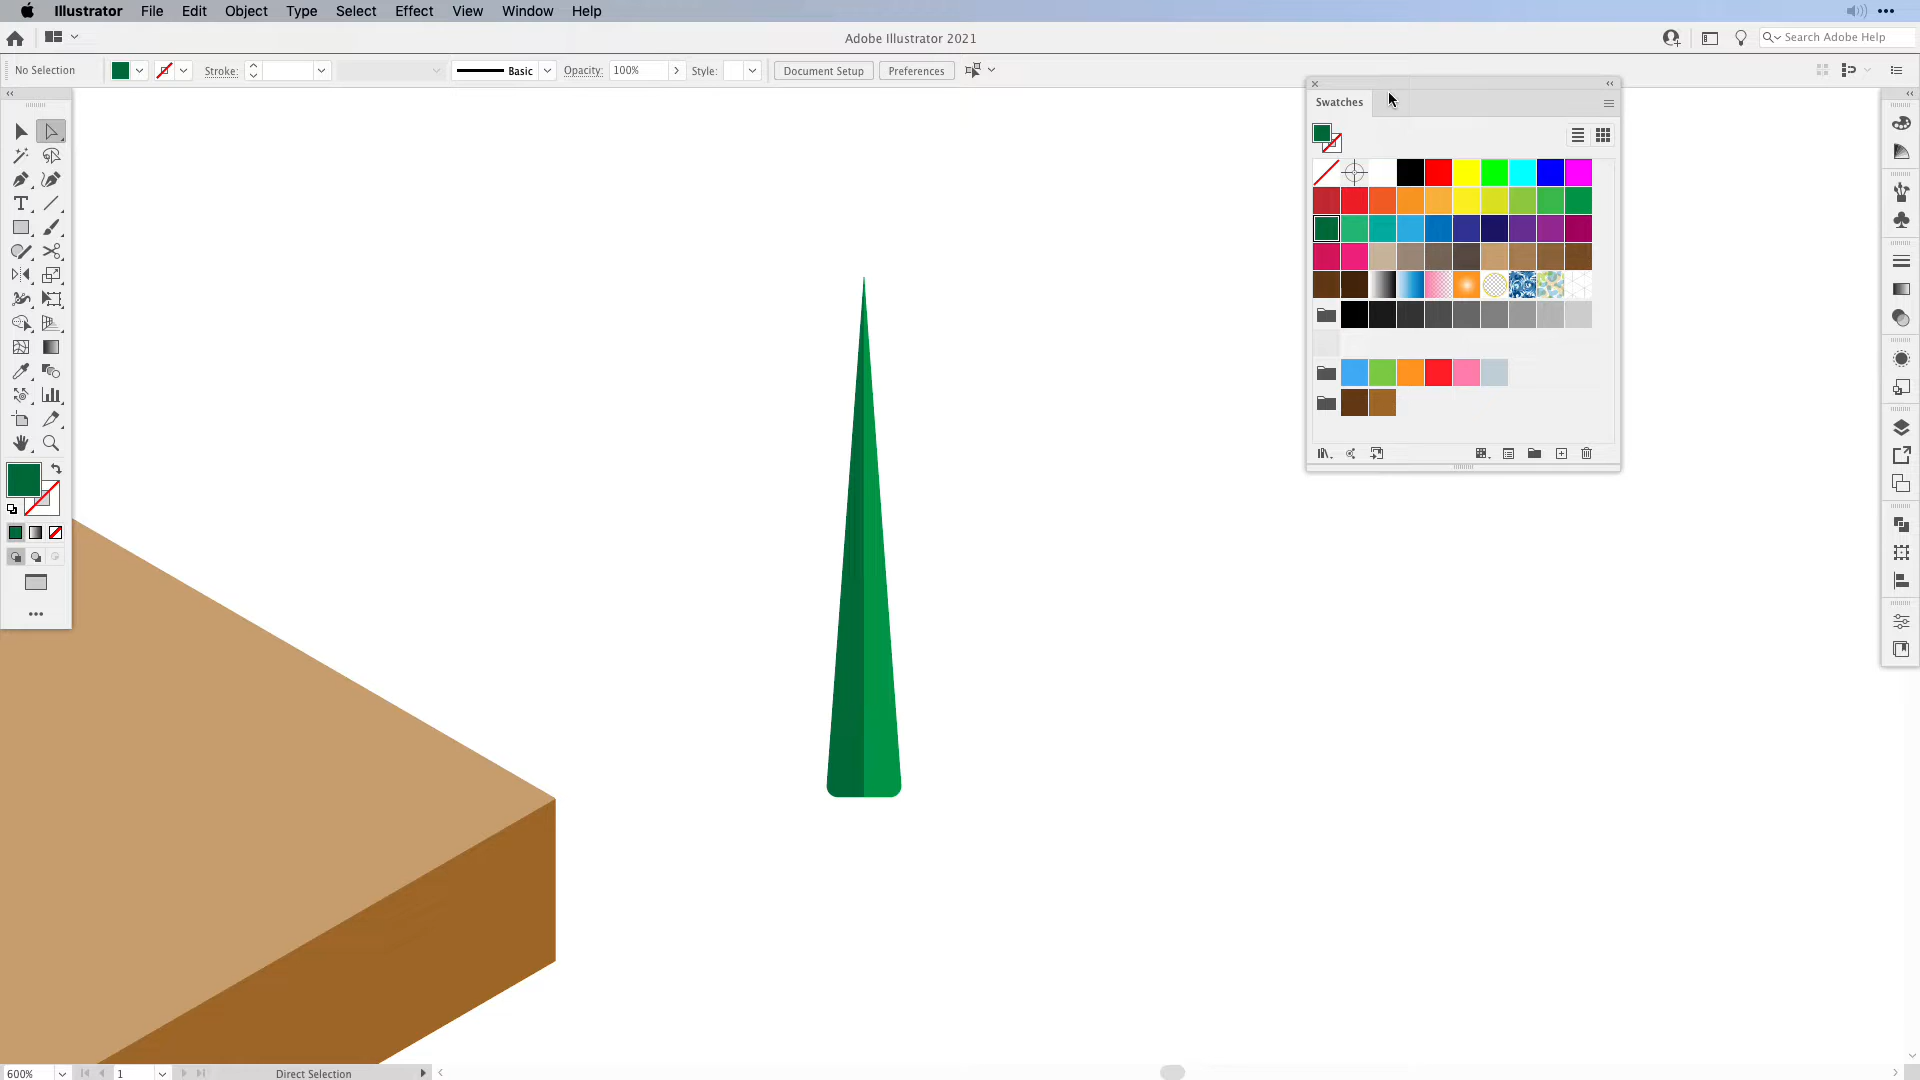 Illustrator File Edit Object Type Select Effect View Window Help
Adobe Illustrator 2021
Search Adobe Help
No Selection Stroke: Basic Opacity: 100% Style: Document Setup Preferences
Swatches
600% 1 Direct Selection